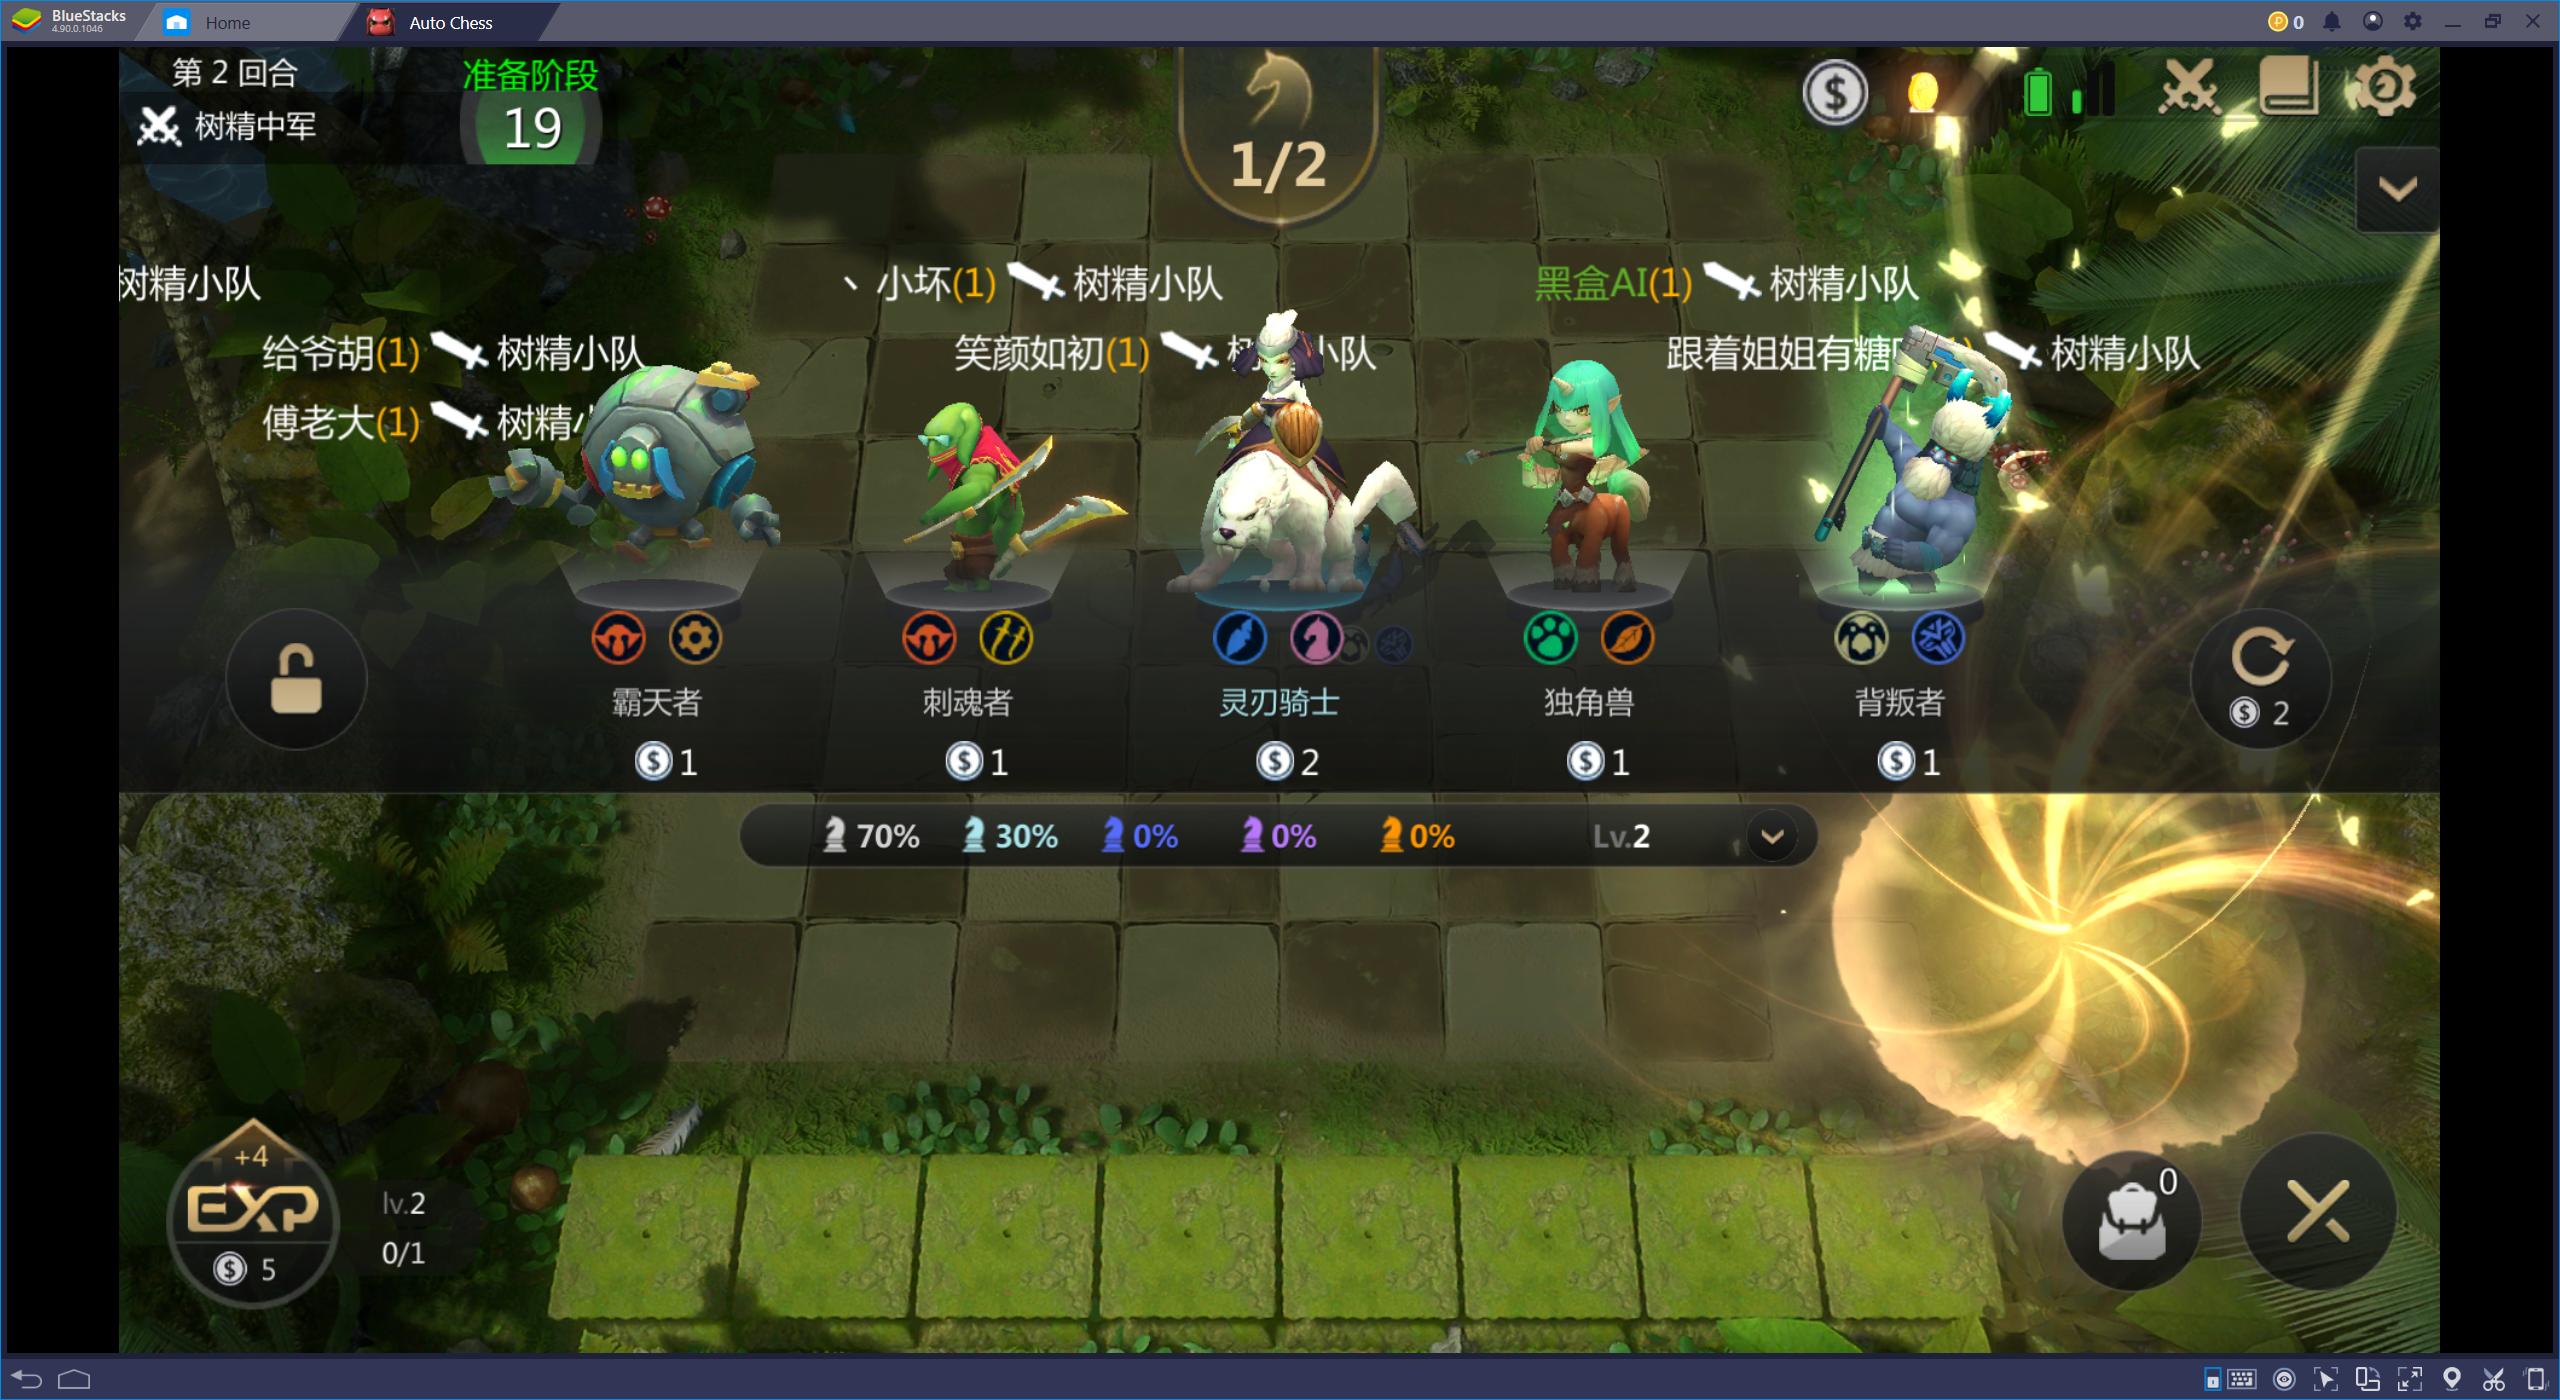 BlueStacks
4.90.0.1046
Home
Auto Chess
0
第 2 回合
树精中军
准备阶段
19
1/2
树精小队
丶小坏(1) 树精小队
黑盒AI(1) 树精小队
给爷胡(1) 树精小队
笑颜如初(1) 树 小队
跟着姐姐有糖 树精小队
傅老大(1) 树精
霸天者
刺魂者
灵刃骑士
独角兽
背叛者
$ 1
$ 1
$ 2
$ 1
$ 1
$ 2
70% 30% 0% 0% 0% Lv.2
+4
EXP
$ 5
lv.2
0/1
0